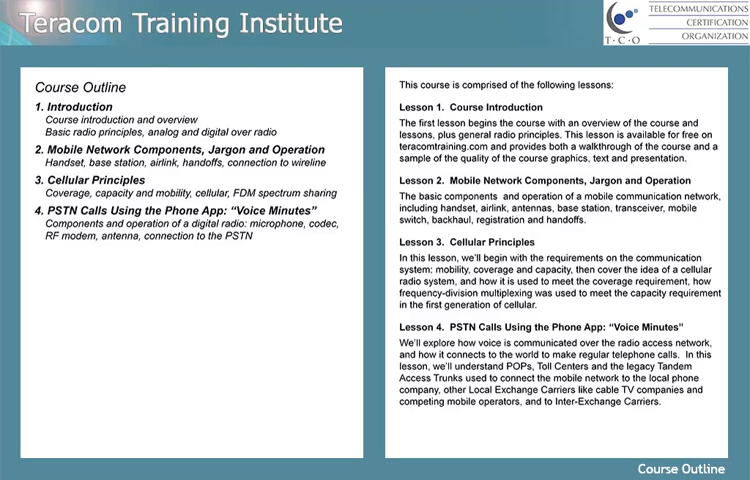 Teracom Training Institute
TELECOMMUNICATIONS
CERTIFICATION
ORGANIZATION
T·C·O
Course Outline
1. Introduction
Course introduction and overview
Basic radio principles, analog and digital over radio
2. Mobile Network Components, Jargon and Operation
Handset, base station, airlink, handoffs, connection to wireline
3. Cellular Principles
Coverage, capacity and mobility, cellular, FDM spectrum sharing
4. PSTN Calls Using the Phone App: “Voice Minutes”
Components and operation of a digital radio: microphone, codec,
RF modem, antenna, connection to the PSTN
This course is comprised of the following lessons:
Lesson 1. Course Introduction
The first lesson begins the course with an overview of the course and
lessons, plus general radio principles. This lesson is available for free on
teracomtraining.com and provides both a walkthrough of the course and a
sample of the quality of the course graphics, text and presentation.
Lesson 2. Mobile Network Components, Jargon and Operation
The basic components and operation of a mobile communication network,
including handset, airlink, antennas, base station, transceiver, mobile
switch, backhaul, registration and handoffs.
Lesson 3. Cellular Principles
In this lesson, we’ll begin with the requirements on the communication
system: mobility, coverage and capacity, then cover the idea of a cellular
radio system, and how it is used to meet the coverage requirement, how
frequency-division multiplexing was used to meet the capacity requirement
in the first generation of cellular.
Lesson 4. PSTN Calls Using the Phone App: “Voice Minutes”
We’ll explore how voice is communicated over the radio access network,
and how it connects to the world to make regular telephone calls. In this
lesson, we’ll understand POPs, Toll Centers and the legacy Tandem
Access Trunks used to connect the mobile network to the local phone
company, other Local Exchange Carriers like cable TV companies and
competing mobile operators, and to Inter-Exchange Carriers.
Course Outline